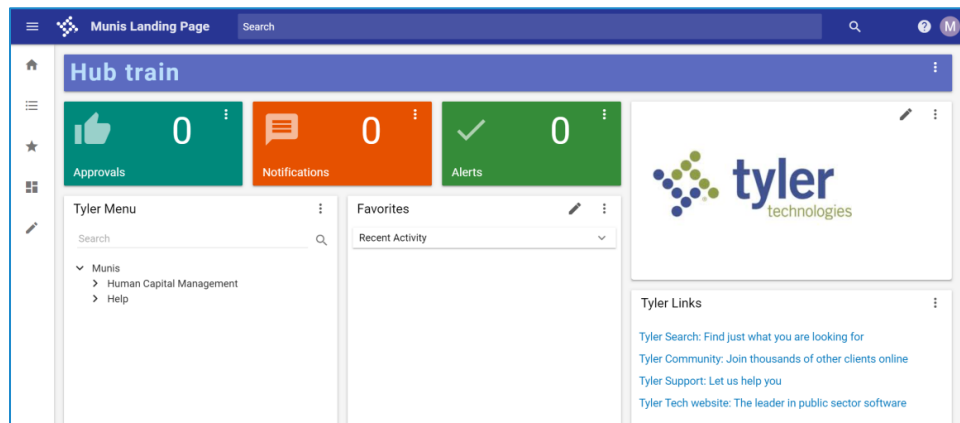 Munis Landing Page
Search
M
Hub train
0
Approvals
0
Notifications
0
Alerts
tyler
technologies
Tyler Menu
Search
Munis
Human Capital Management
Help
Favorites
Recent Activity
Tyler Links
Tyler Search: Find just what you are looking for
Tyler Community: Join thousands of other clients online
Tyler Support: Let us help you
Tyler Tech website: The leader in public sector software